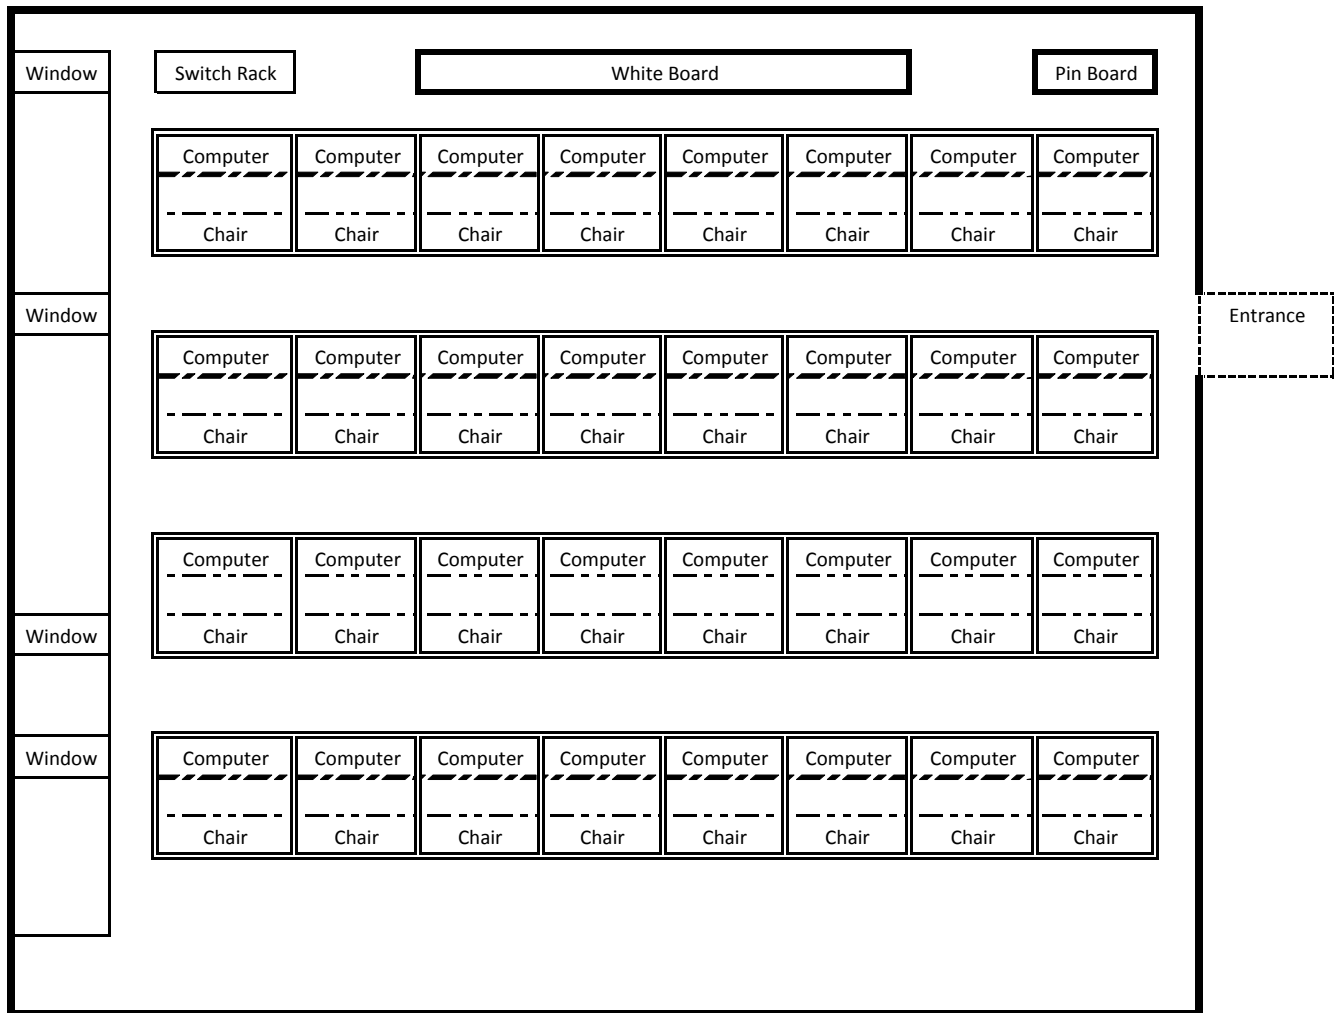 Window Switch Rack White Board Pin Board
Computer Computer Computer Computer Computer Computer Computer Computer
Chair Chair Chair Chair Chair Chair Chair Chair
Window Entrance
Computer Computer Computer Computer Computer Computer Computer Computer
Chair Chair Chair Chair Chair Chair Chair Chair
Computer Computer Computer Computer Computer Computer Computer Computer
Window Chair Chair Chair Chair Chair Chair Chair Chair
Window Computer Computer Computer Computer Computer Computer Computer Computer
Chair Chair Chair Chair Chair Chair Chair Chair